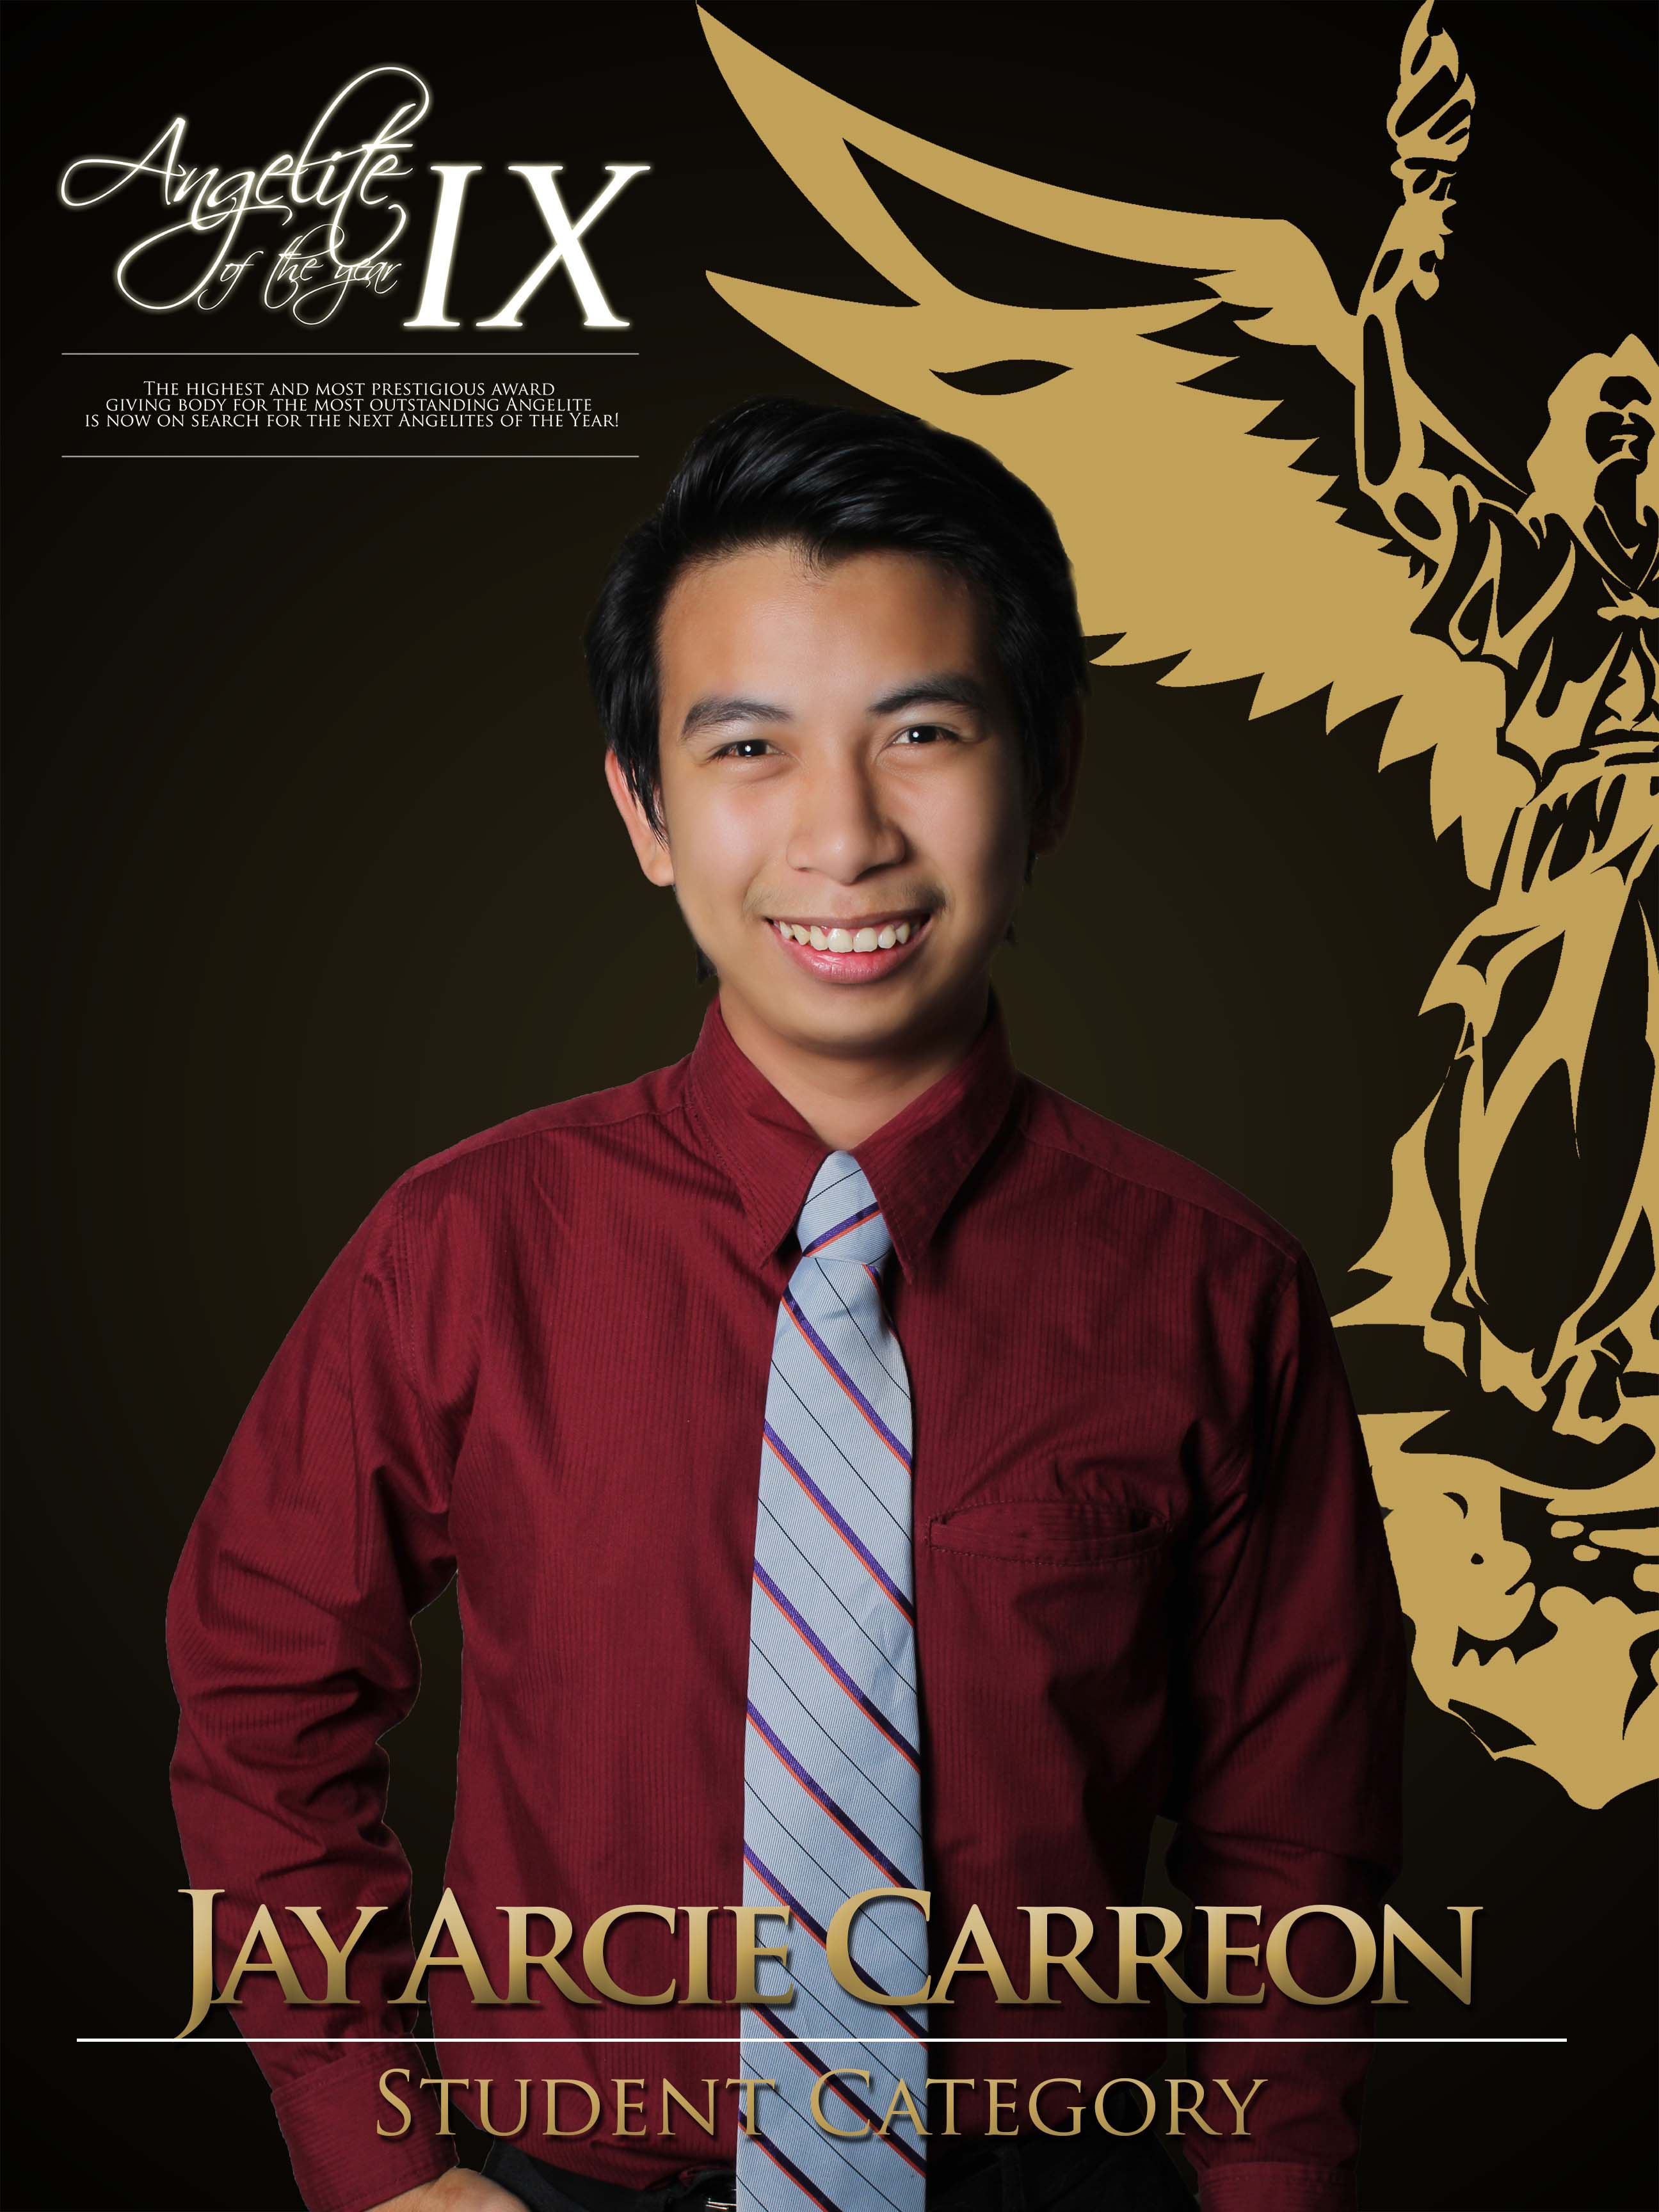 Angelite IX
of the year
The highest and most prestigious award
giving body for the most outstanding Angelite
is now on search for the next Angelites of the Year!
Jay Arcie Carreon
Student Category